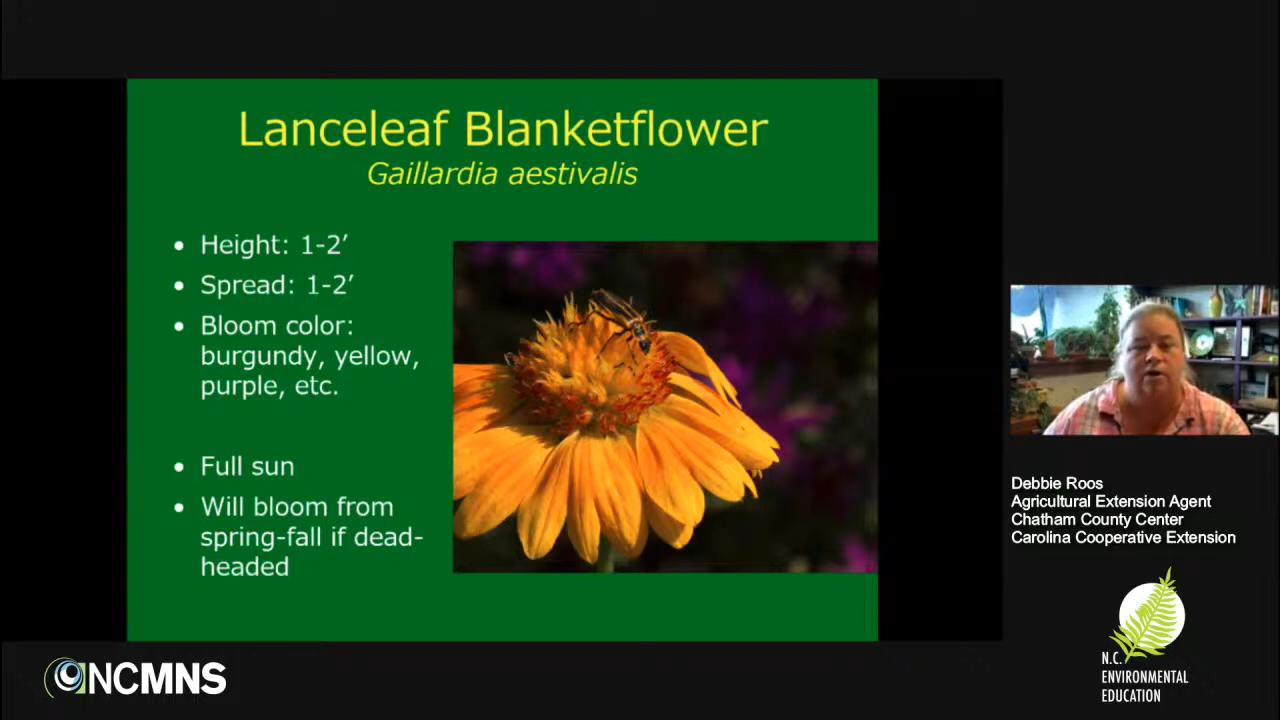 Lanceleaf Blanketflower
Gaillardia aestivalis
• Height: 1-2’
• Spread: 1-2’
• Bloom color:
burgundy, yellow,
purple, etc.
• Full sun
• Will bloom from
spring-fall if dead-
headed
Debbie Roos
Agricultural Extension Agent
Chatham County Center
Carolina Cooperative Extension
NCMNS
N.C.
ENVIRONMENTAL
EDUCATION